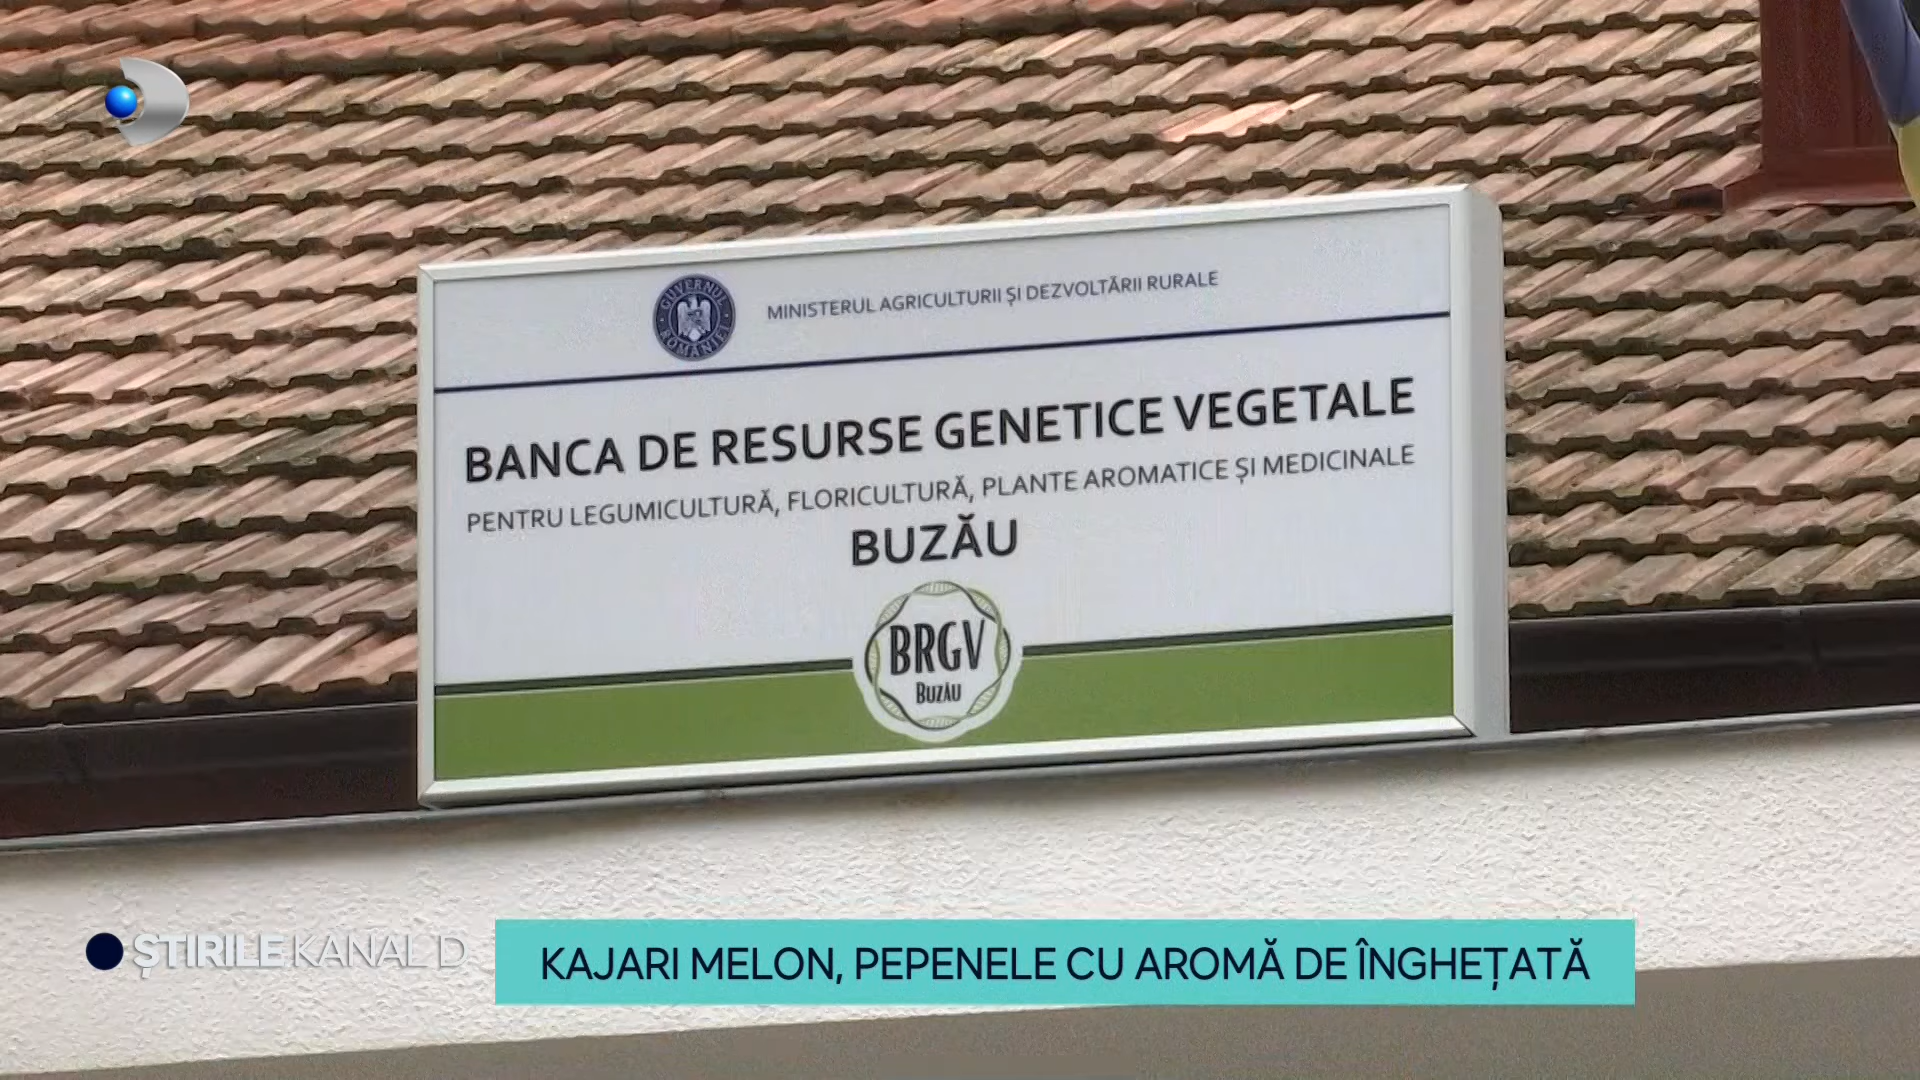 GUVERNUL ROMÂNIEI
MINISTERUL AGRICULTURII ȘI DEZVOLTĂRII RURALE
BANCA DE RESURSE GENETICE VEGETALE
PENTRU LEGUMICULTURĂ, FLORICULTURĂ, PLANTE AROMATICE ȘI MEDICINALE
BUZĂU
BRGV
BUZĂU
ȘTIRILE KANAL D
KAJARI MELON, PEPENELE CU AROMĂ DE ÎNGHEȚATĂ